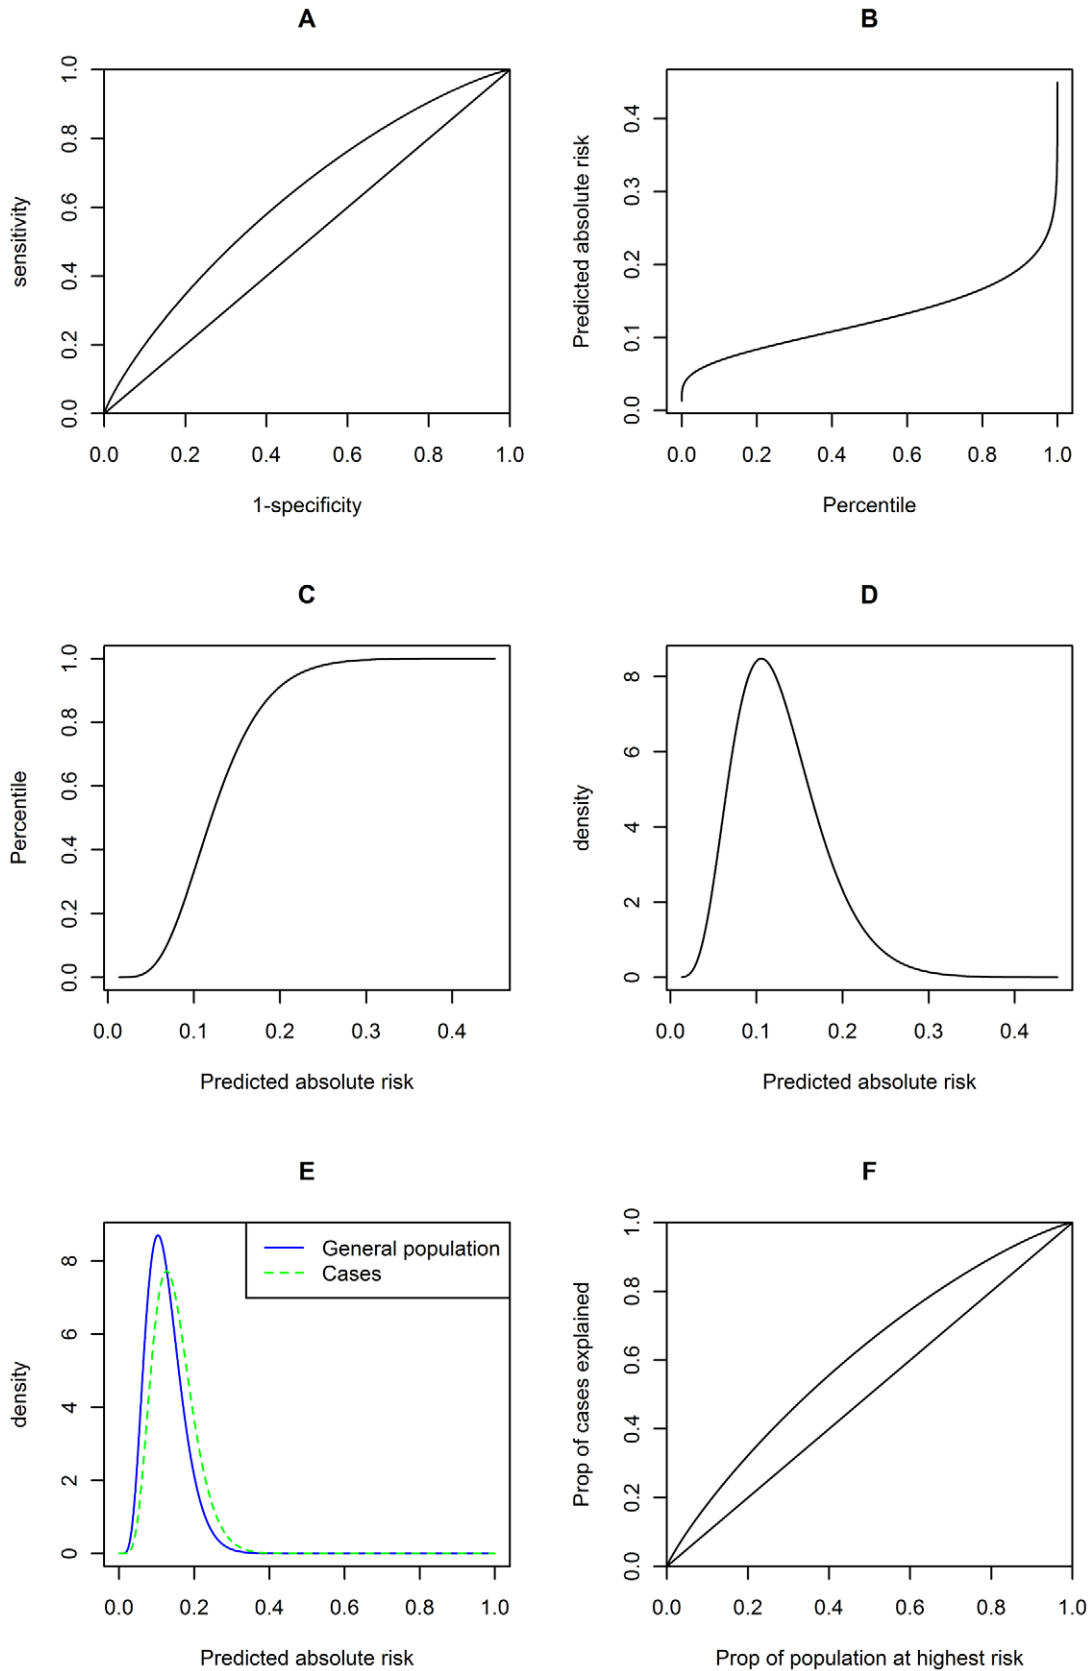 A
sensitivity
0.0 0.2 0.4 0.6 0.8 1.0
0.0 0.2 0.4 0.6 0.8 1.0
1-specificity
B
Predicted absolute risk
0.0 0.1 0.2 0.3 0.4
0.0 0.2 0.4 0.6 0.8 1.0
Percentile
C
Percentile
0.0 0.2 0.4 0.6 0.8 1.0
0.0 0.1 0.2 0.3 0.4
Predicted absolute risk
D
density
0 2 4 6 8
0.0 0.1 0.2 0.3 0.4
Predicted absolute risk
E
General population
Cases
density
0 2 4 6 8
0.0 0.2 0.4 0.6 0.8 1.0
Predicted absolute risk
F
Prop of cases explained
0.0 0.2 0.4 0.6 0.8 1.0
0.0 0.2 0.4 0.6 0.8 1.0
Prop of population at highest risk